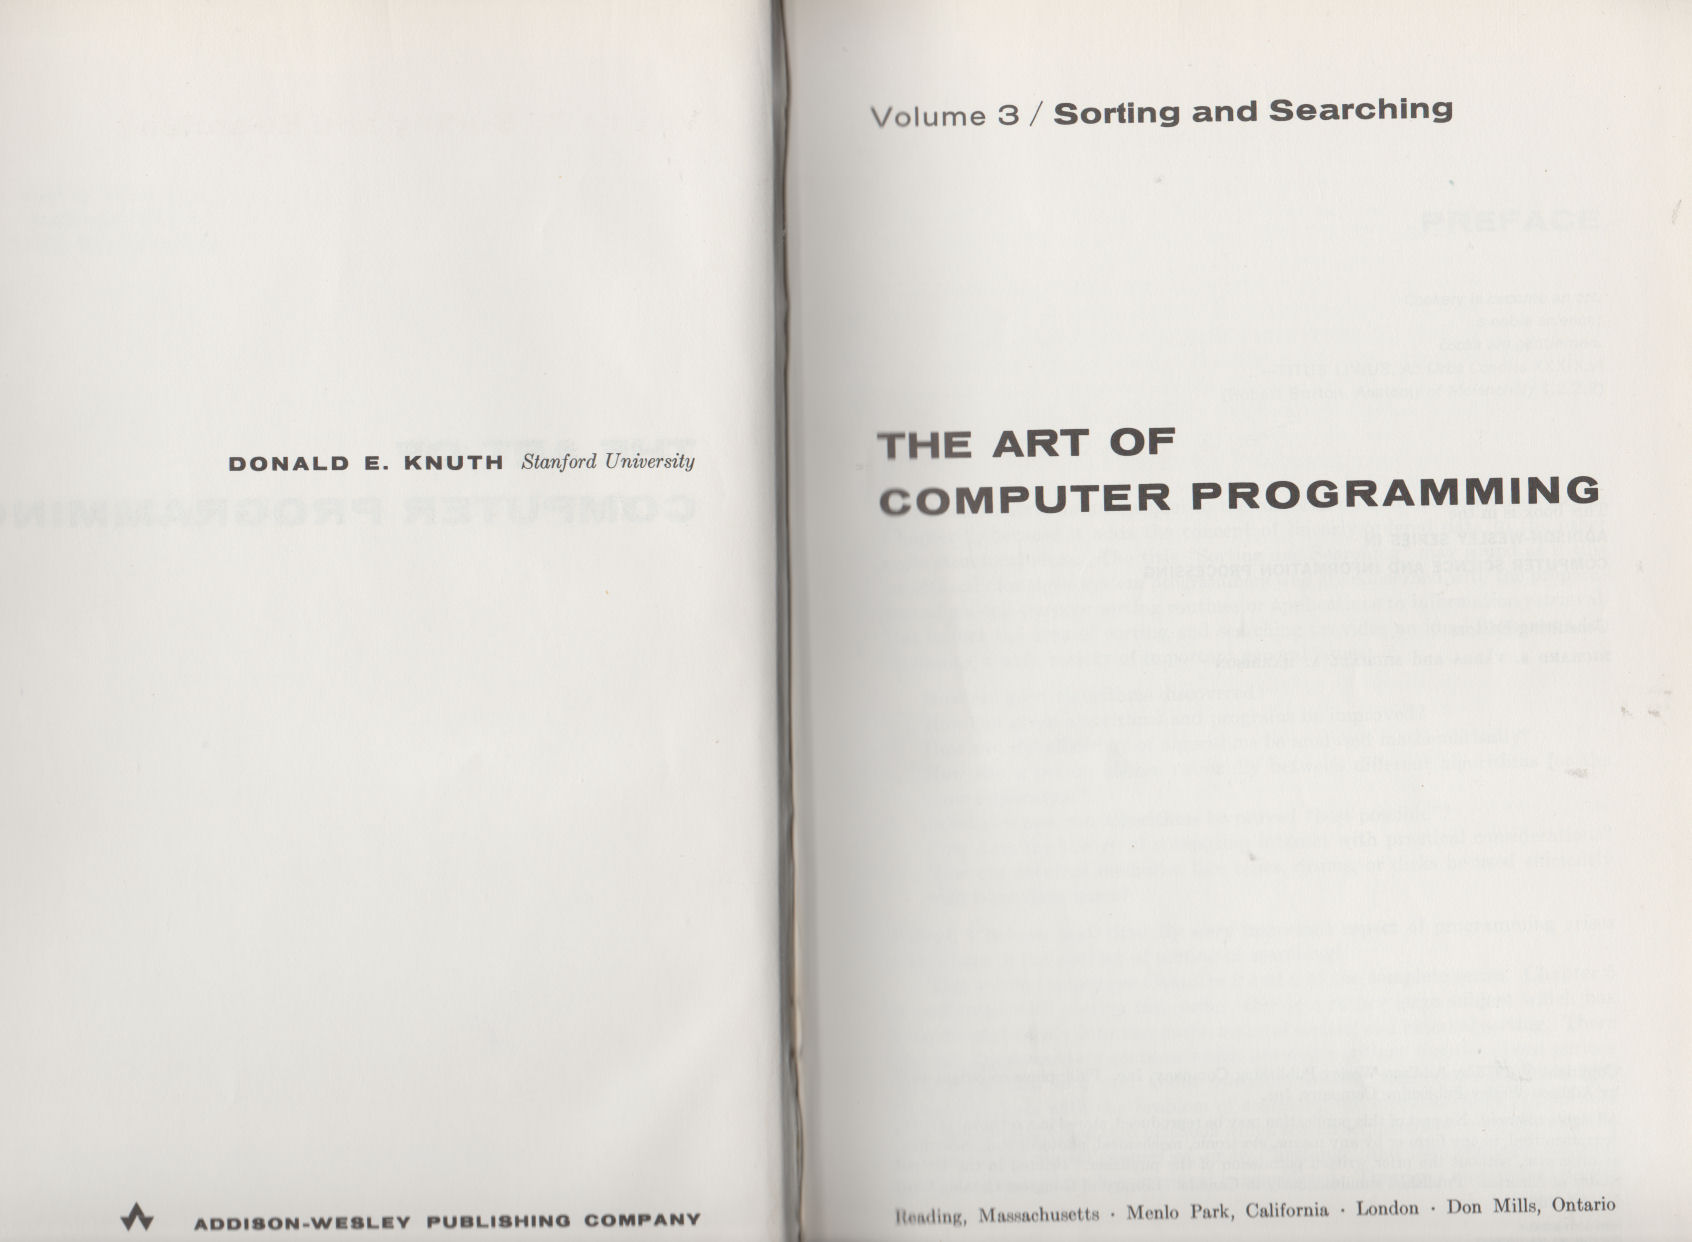 DONALD E. KNUTH Stanford University
ADDISON-WESLEY PUBLISHING COMPANY
Volume 3 / Sorting and Searching
THE ART OF
COMPUTER PROGRAMMING
Reading, Massachusetts · Menlo Park, California · London · Don Mills, Ontario